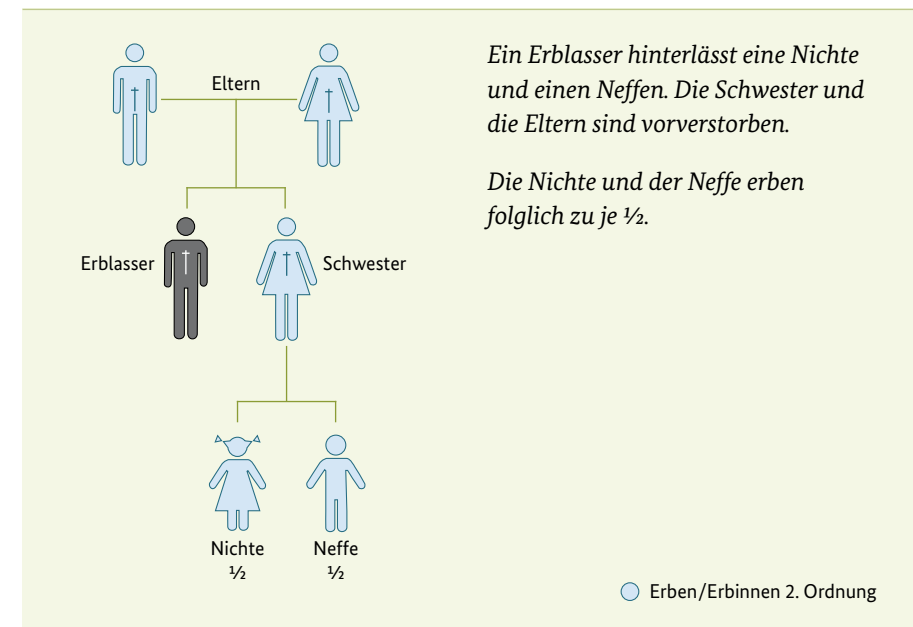 Eltern
Ein Erblasser hinterlässt eine Nichte
und einen Neffen. Die Schwester und
die Eltern sind vorverstorben.
Die Nichte und der Neffe erben
folglich zu je ½.
Erblasser
Schwester
Nichte
½
Neffe
½
Erben/Erbinnen 2. Ordnung